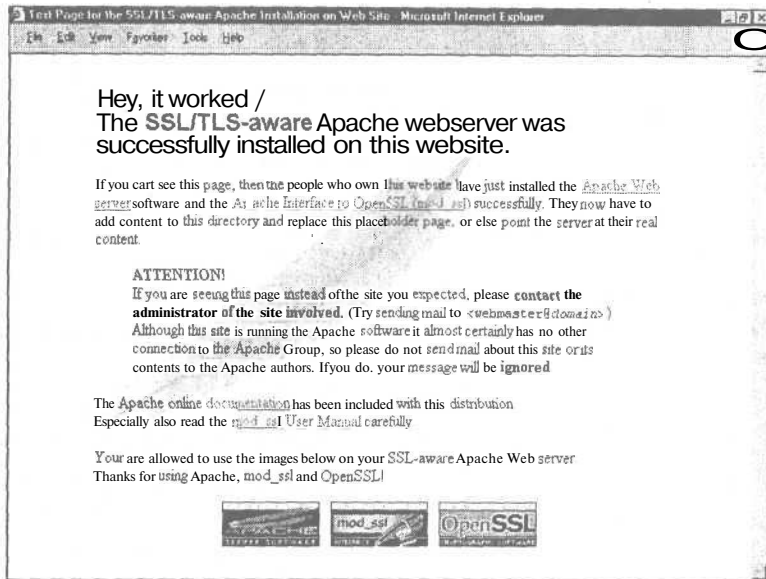 Test Page for the SSL/TLS-aware Apache Installation on Web Site - Microsoft Internet Explorer
File Edit View Favorites Tools Help
Hey, it worked /
The SSL/TLS-aware Apache webserver was
successfully installed on this website.
If you cart see this page, then the people who own this website have just installed the Apache Web
server software and the Apache Interface to OpenSSL (mod_ssl) successfully. They now have to
add content to this directory and replace this placeholder page, or else point the server at their real
content.
ATTENTION!
If you are seeing this page instead of the site you expected, please contact the
administrator of the site involved. (Try sending mail to <webmaster@domain>)
Although this site is running the Apache software it almost certainly has no other
connection to the Apache Group, so please do not send mail about this site or its
contents to the Apache authors. If you do. your message will be ignored
The Apache online documentation has been included with this distribution
Especially also read the mod_ssl User Manual carefully
Your are allowed to use the images below on your SSL-aware Apache Web server
Thanks for using Apache, mod_ssl and OpenSSL!
mod_ssl OpenSSL